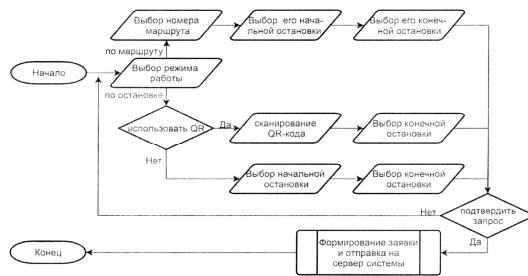 Выбор номера
маршрута
Выбор его на-
чальной остановки
Выбор его конеч-
ной остановки
по маршруту
Начало
Выбор режима
работы
по остановке
использовать QR
Да
сканирование
QR-кода
Выбор конечной
остановки
Нет
Выбор начальной
остановки
Выбор конечной
остановки
Нет
подтвердить
запрос
Да
Формирование заявки
и отправка на
сервер системы
Конец